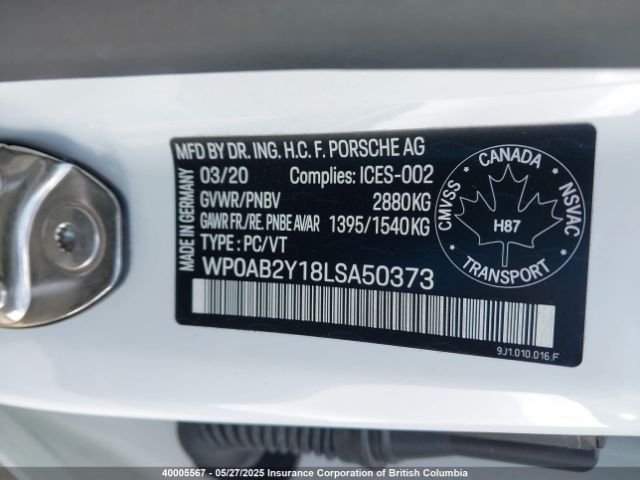 MFD BY DR. ING. H.C. F. PORSCHE AG
03/20 Complies: ICES-002
GVWR/PNBV 2880KG
GAWR FR/RE. PNBE AV/AR 1395/1540KG
TYPE : PC/VT
WP0AB2Y18LSA50373
MADE IN GERMANY
CANADA
CMVSS
NSVAC
H87
TRANSPORT
9J1.010.016.F
40005567 - 05/27/2025 Insurance Corporation of British Columbia